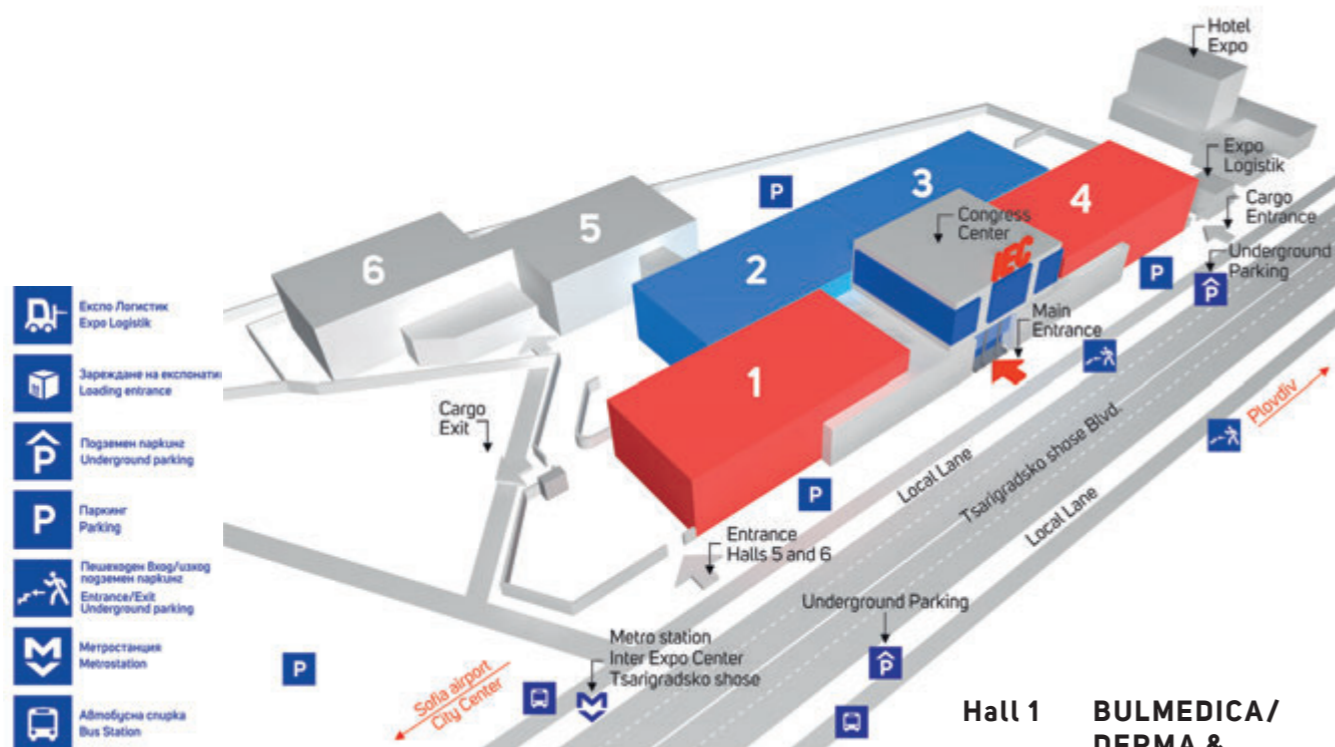 Hotel
Expo
Expo
Logistik
Cargo
Entrance
Underground
Parking
P
3
4
Congress
Center
IEC
5
2
6
P
P
Main
Entrance
1
Експо Логистик
Expo Logistik
Зареждане на експонати
Loading entrance
P
Подземен паркинг
Underground parking
P
Паркинг
Parking
Пешеходен вход/изход
подземен паркинг
Entrance/Exit
Underground parking
M
Метростанция
Metrostation
Автобусна спирка
Bus Station
Cargo
Exit
Plovdiv
Local Lane
Tsarigradsko shose Blvd.
Local Lane
P
Entrance
Halls 5 and 6
Underground Parking
P
Metro station
Inter Expo Center
Tsarigradsko shose
M
P
Sofia airport
City Center
Hall 1 BULMEDICA/
DERMA &